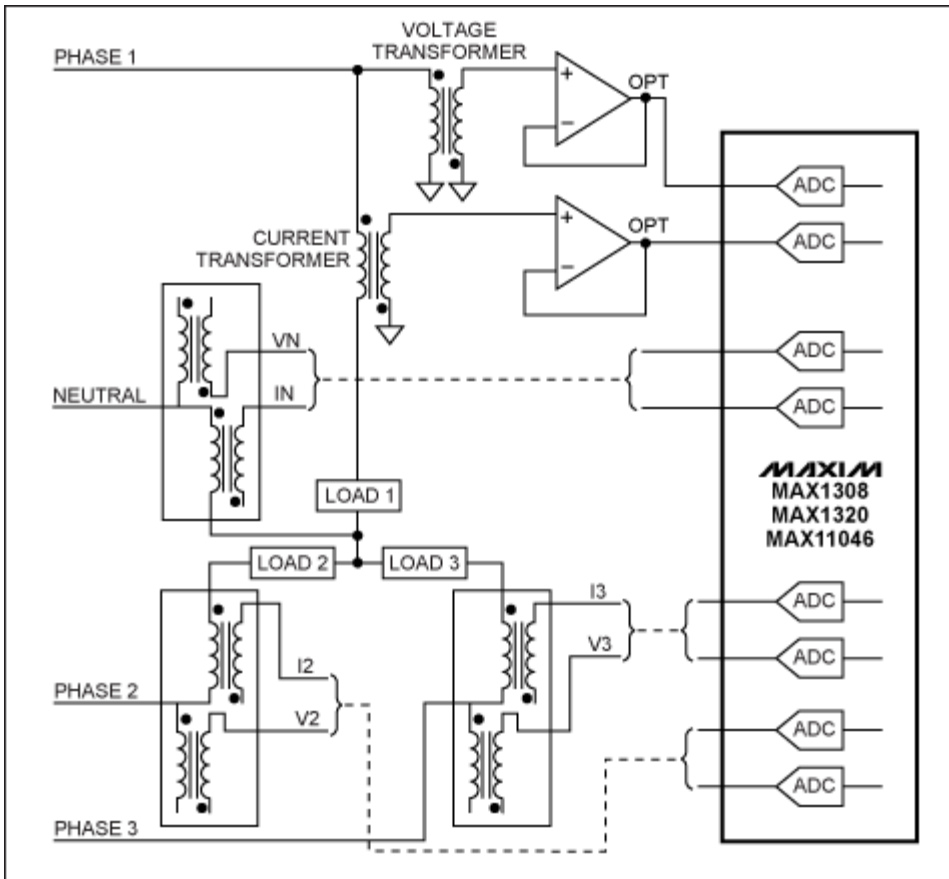 VOLTAGE
TRANSFORMER
PHASE 1
+
−
OPT
ADC
CURRENT
TRANSFORMER
+
−
OPT
ADC
VN
ADC
NEUTRAL
IN
ADC
MAXIM
MAX1308
MAX1320
MAX11046
LOAD 1
LOAD 2
LOAD 3
I3
ADC
V3
ADC
I2
PHASE 2
V2
ADC
ADC
PHASE 3